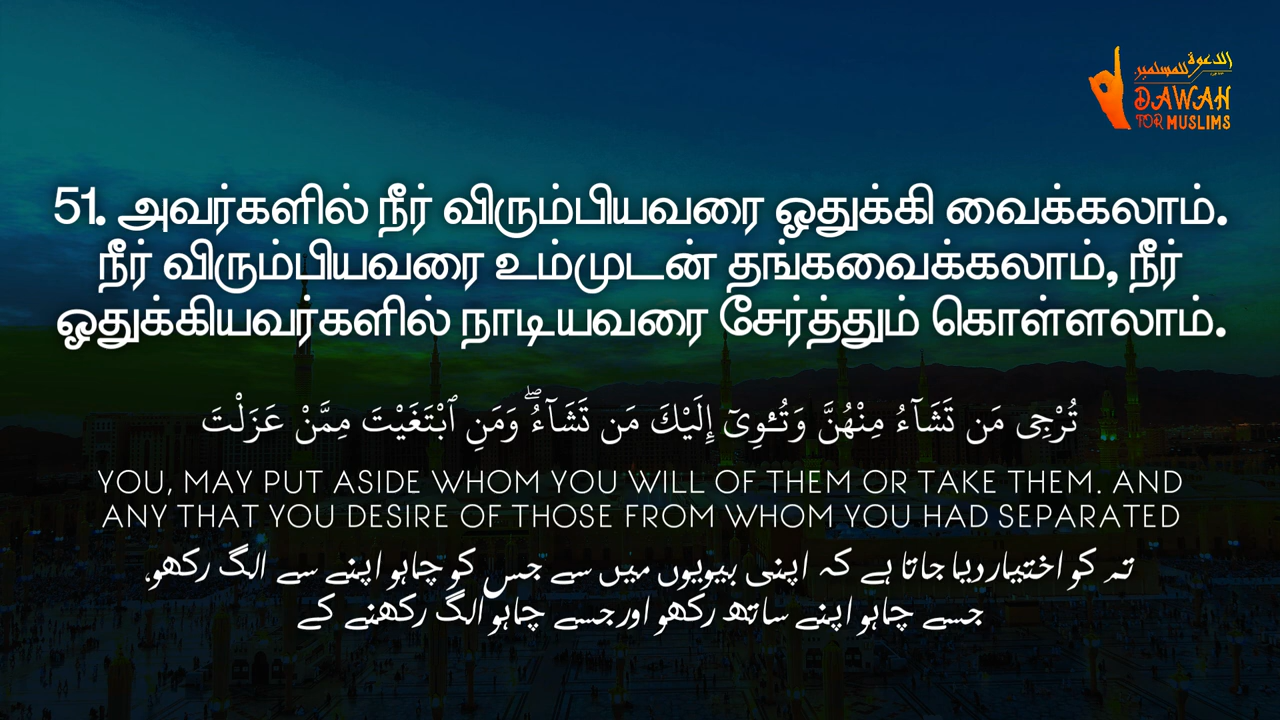 الدعوة للمسلمين
DAWAH
FOR MUSLIMS
51. அவர்களில் நீர் விரும்பியவரை ஓதுக்கி வைக்கலாம்.
நீர் விரும்பியவரை உம்முடன் தங்கவைக்கலாம், நீர்
ஓதுக்கியவர்களில் நாடியவரை சேர்த்தும் கொள்ளலாம்.
تُرْجِى مَن تَشَآءُ مِنْهُنَّ وَتُـْٔوِىٓ إِلَيْكَ مَن تَشَآءُ ۖ وَمَنِ ٱبْتَغَيْتَ مِمَّنْ عَزَلْتَ
YOU, MAY PUT ASIDE WHOM YOU WILL OF THEM OR TAKE THEM. AND
ANY THAT YOU DESIRE OF THOSE FROM WHOM YOU HAD SEPARATED
تم کو اختیار دیا جاتا ہے کہ اپنی بیویوں میں سے جس کو چاہو اپنے سے الگ رکھو،
جسے چاہو اپنے ساتھ رکھو اور جسے چاہو الگ رکھنے کے